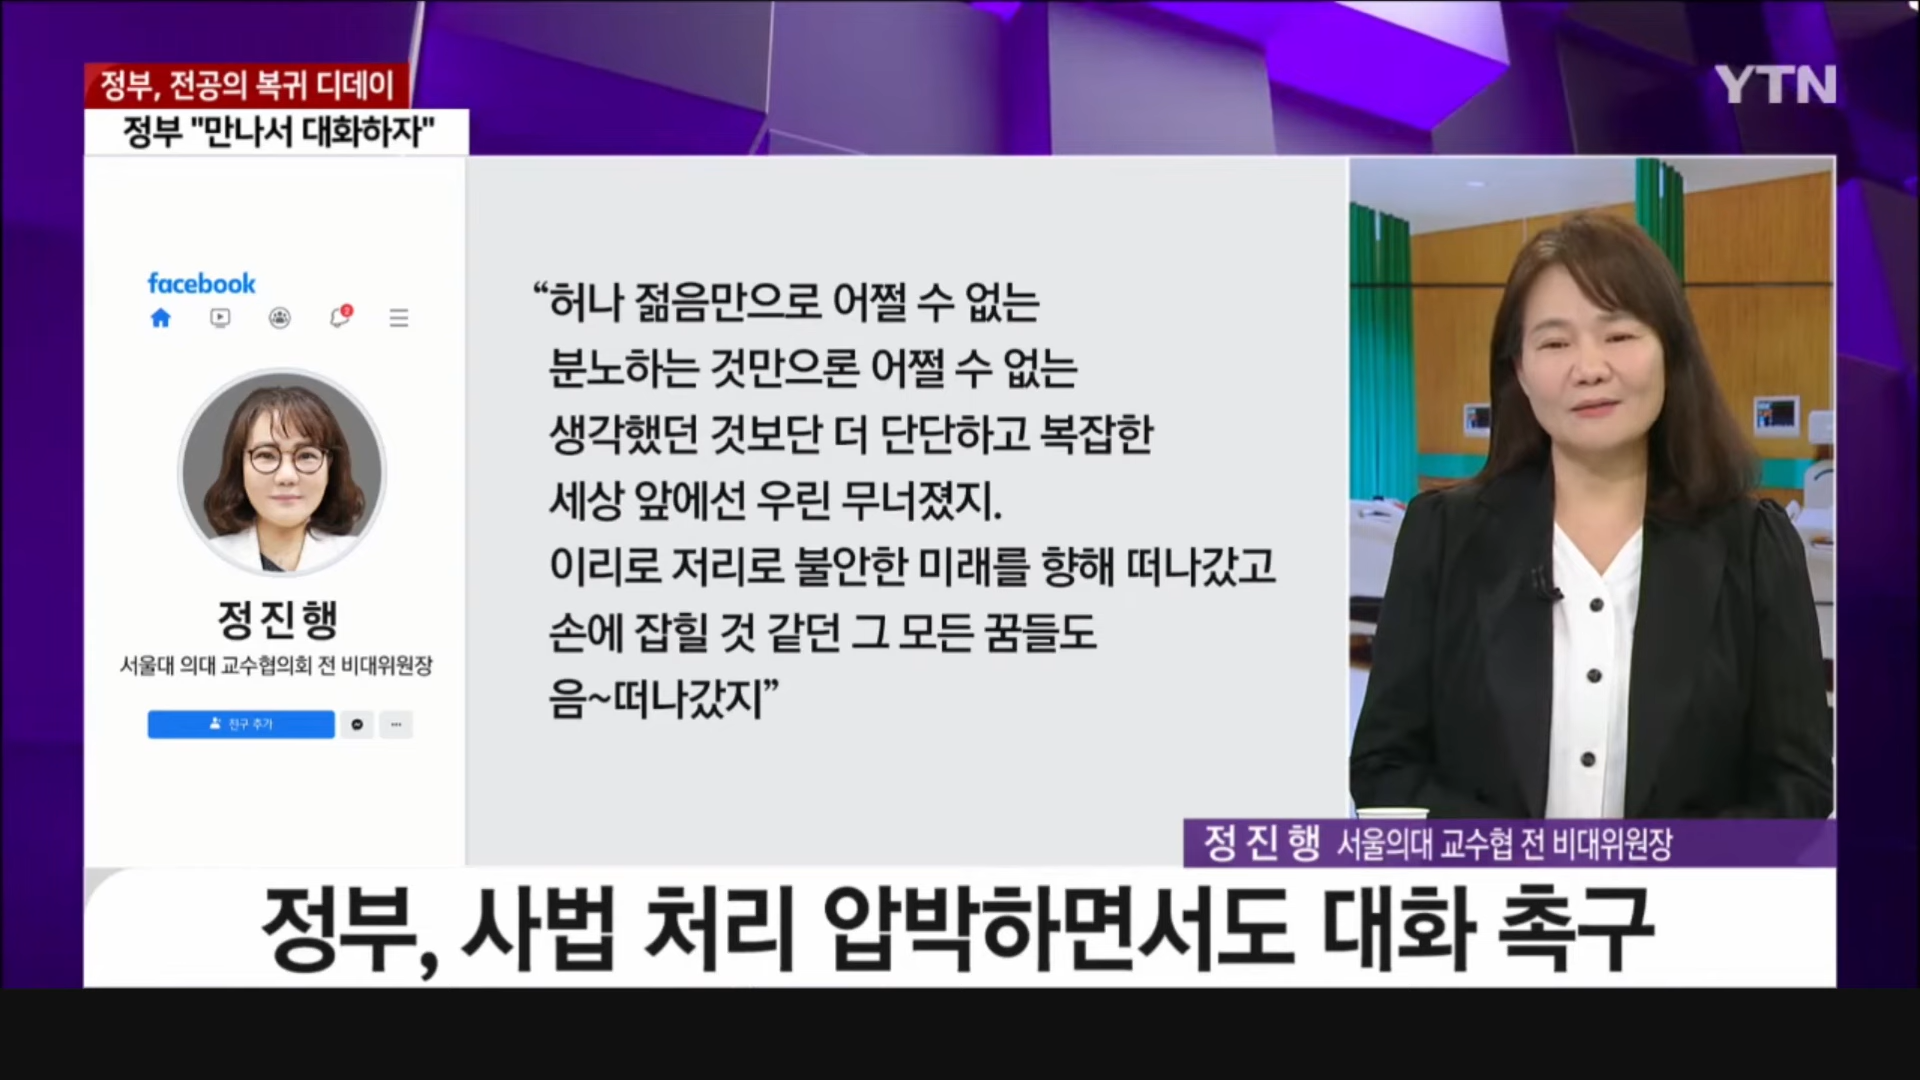 정부, 전공의 복귀 디데이
정부 "만나서 대화하자"
YTN
facebook
2
정진행
서울대 의대 교수협의회 전 비대위원장
친구 추가
“허나 젊음만으로 어쩔 수 없는
분노하는 것만으론 어쩔 수 없는
생각했던 것보단 더 단단하고 복잡한
세상 앞에선 우린 무너졌지.
이리로 저리로 불안한 미래를 향해 떠나갔고
손에 잡힐 것 같던 그 모든 꿈들도
음~떠나갔지”
정진행 서울의대 교수협 전 비대위원장
정부, 사법 처리 압박하면서도 대화 촉구